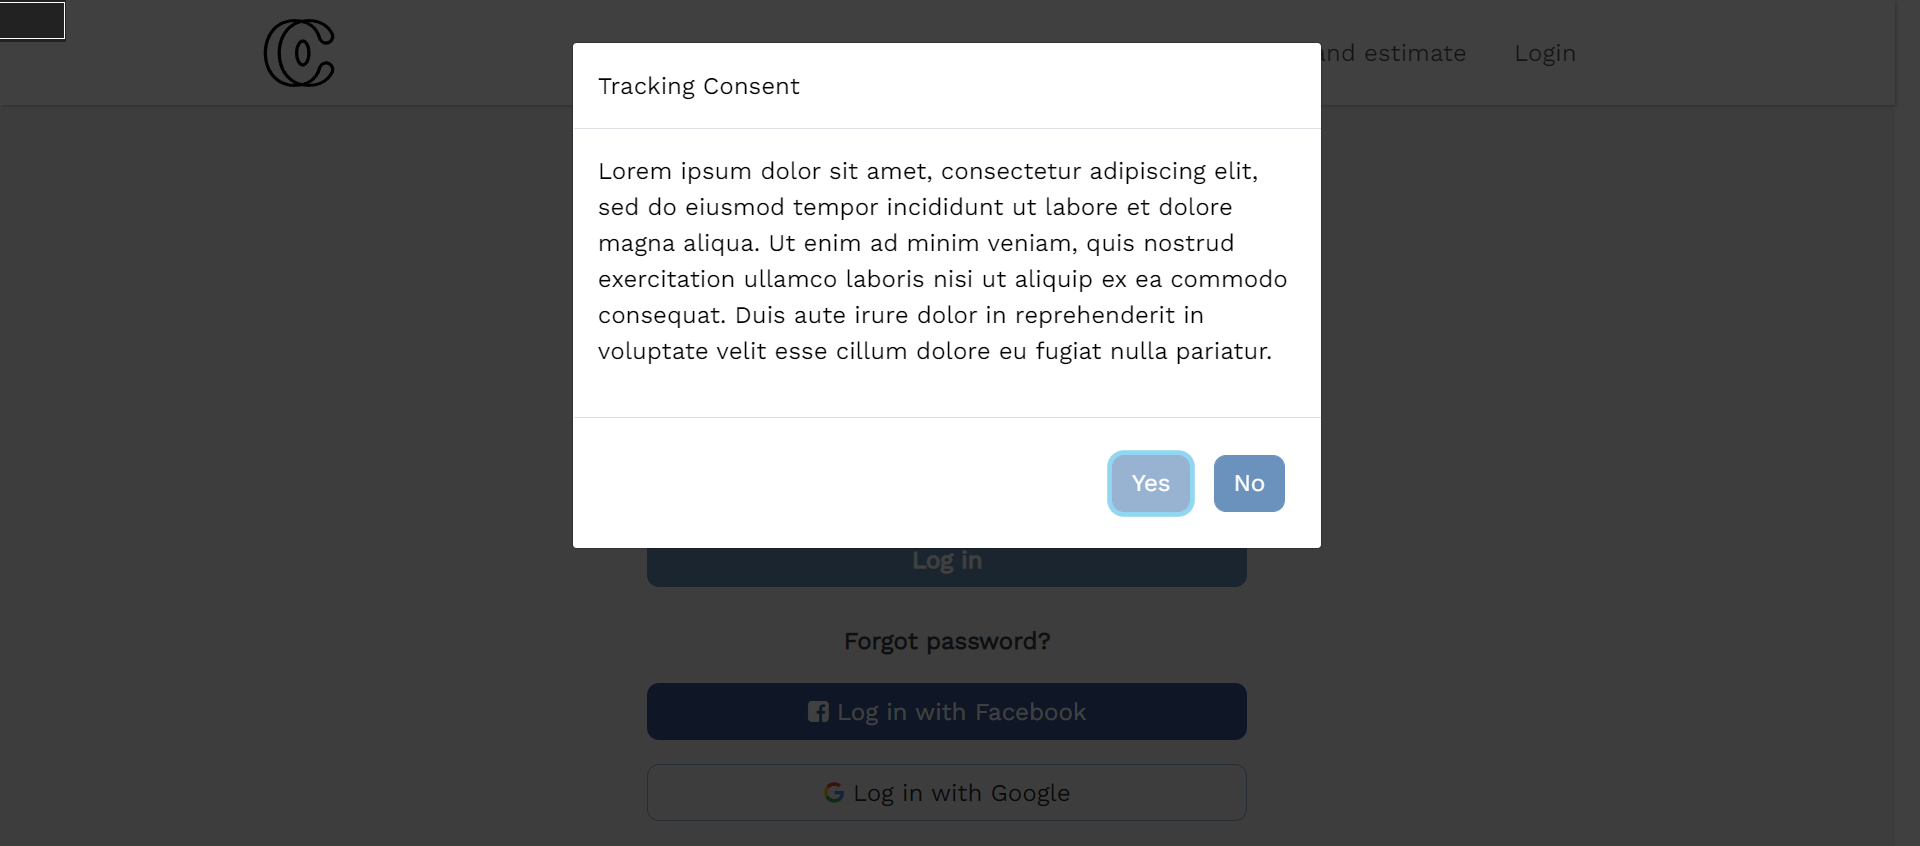 and estimate
Login
Tracking Consent
Lorem ipsum dolor sit amet, consectetur adipiscing elit,
sed do eiusmod tempor incididunt ut labore et dolore
magna aliqua. Ut enim ad minim veniam, quis nostrud
exercitation ullamco laboris nisi ut aliquip ex ea commodo
consequat. Duis aute irure dolor in reprehenderit in
voluptate velit esse cillum dolore eu fugiat nulla pariatur.
Yes
No
Log in
Forgot password?
Log in with Facebook
Log in with Google